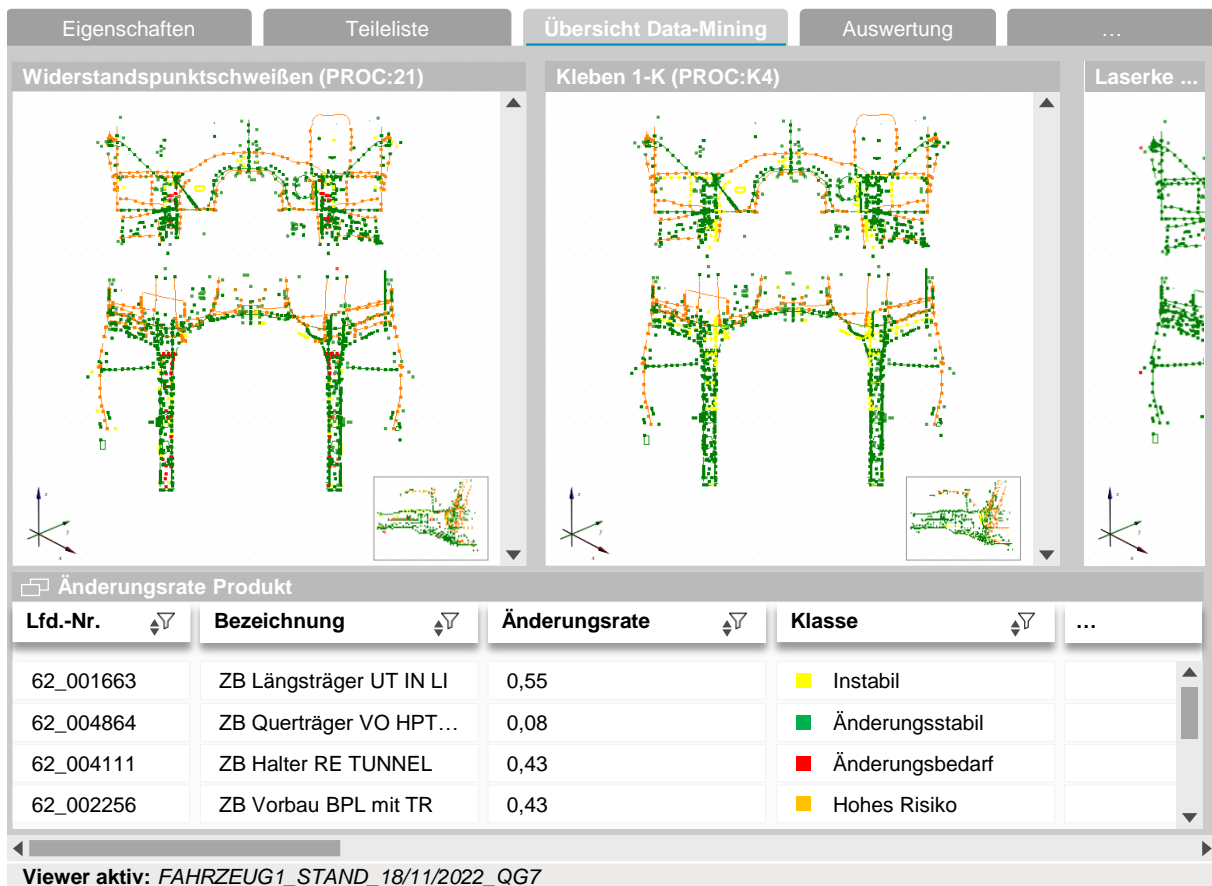 Eigenschaften Teileliste Übersicht Data-Mining Auswertung …
Widerstandspunktschweißen (PROC:21) Kleben 1-K (PROC:K4) Laserke ...
z
y
x
z
y
x
z
x
Änderungsrate Produkt
Lfd.-Nr. Bezeichnung Änderungsrate Klasse …
62_001663 ZB Längsträger UT IN LI 0,55 Instabil
62_004864 ZB Querträger VO HPT… 0,08 Änderungsstabil
62_004111 ZB Halter RE TUNNEL 0,43 Änderungsbedarf
62_002256 ZB Vorbau BPL mit TR 0,43 Hohes Risiko
Viewer aktiv: FAHRZEUG1_STAND_18/11/2022_QG7